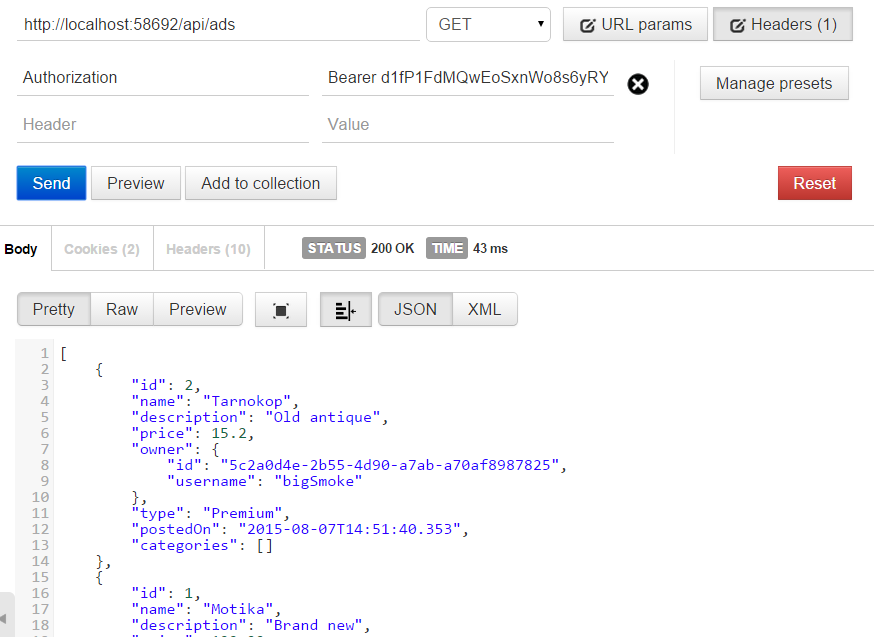 http://localhost:58692/api/ads GET URL params Headers (1)
Authorization Bearer d1fP1FdMQwEoSxnWo8s6yRY Manage presets
Header Value
Send Preview Add to collection Reset
Body Cookies (2) Headers (10) STATUS 200 OK TIME 43 ms
Pretty Raw Preview JSON XML
1 [
2 {
3 "id": 2,
4 "name": "Tarnokop",
5 "description": "Old antique",
6 "price": 15.2,
7 "owner": {
8 "id": "5c2a0d4e-2b55-4d90-a7ab-a70af8987825",
9 "username": "bigSmoke"
10 },
11 "type": "Premium",
12 "postedOn": "2015-08-07T14:51:40.353",
13 "categories": []
14 },
15 {
16 "id": 1,
17 "name": "Motika",
18 "description": "Brand new",